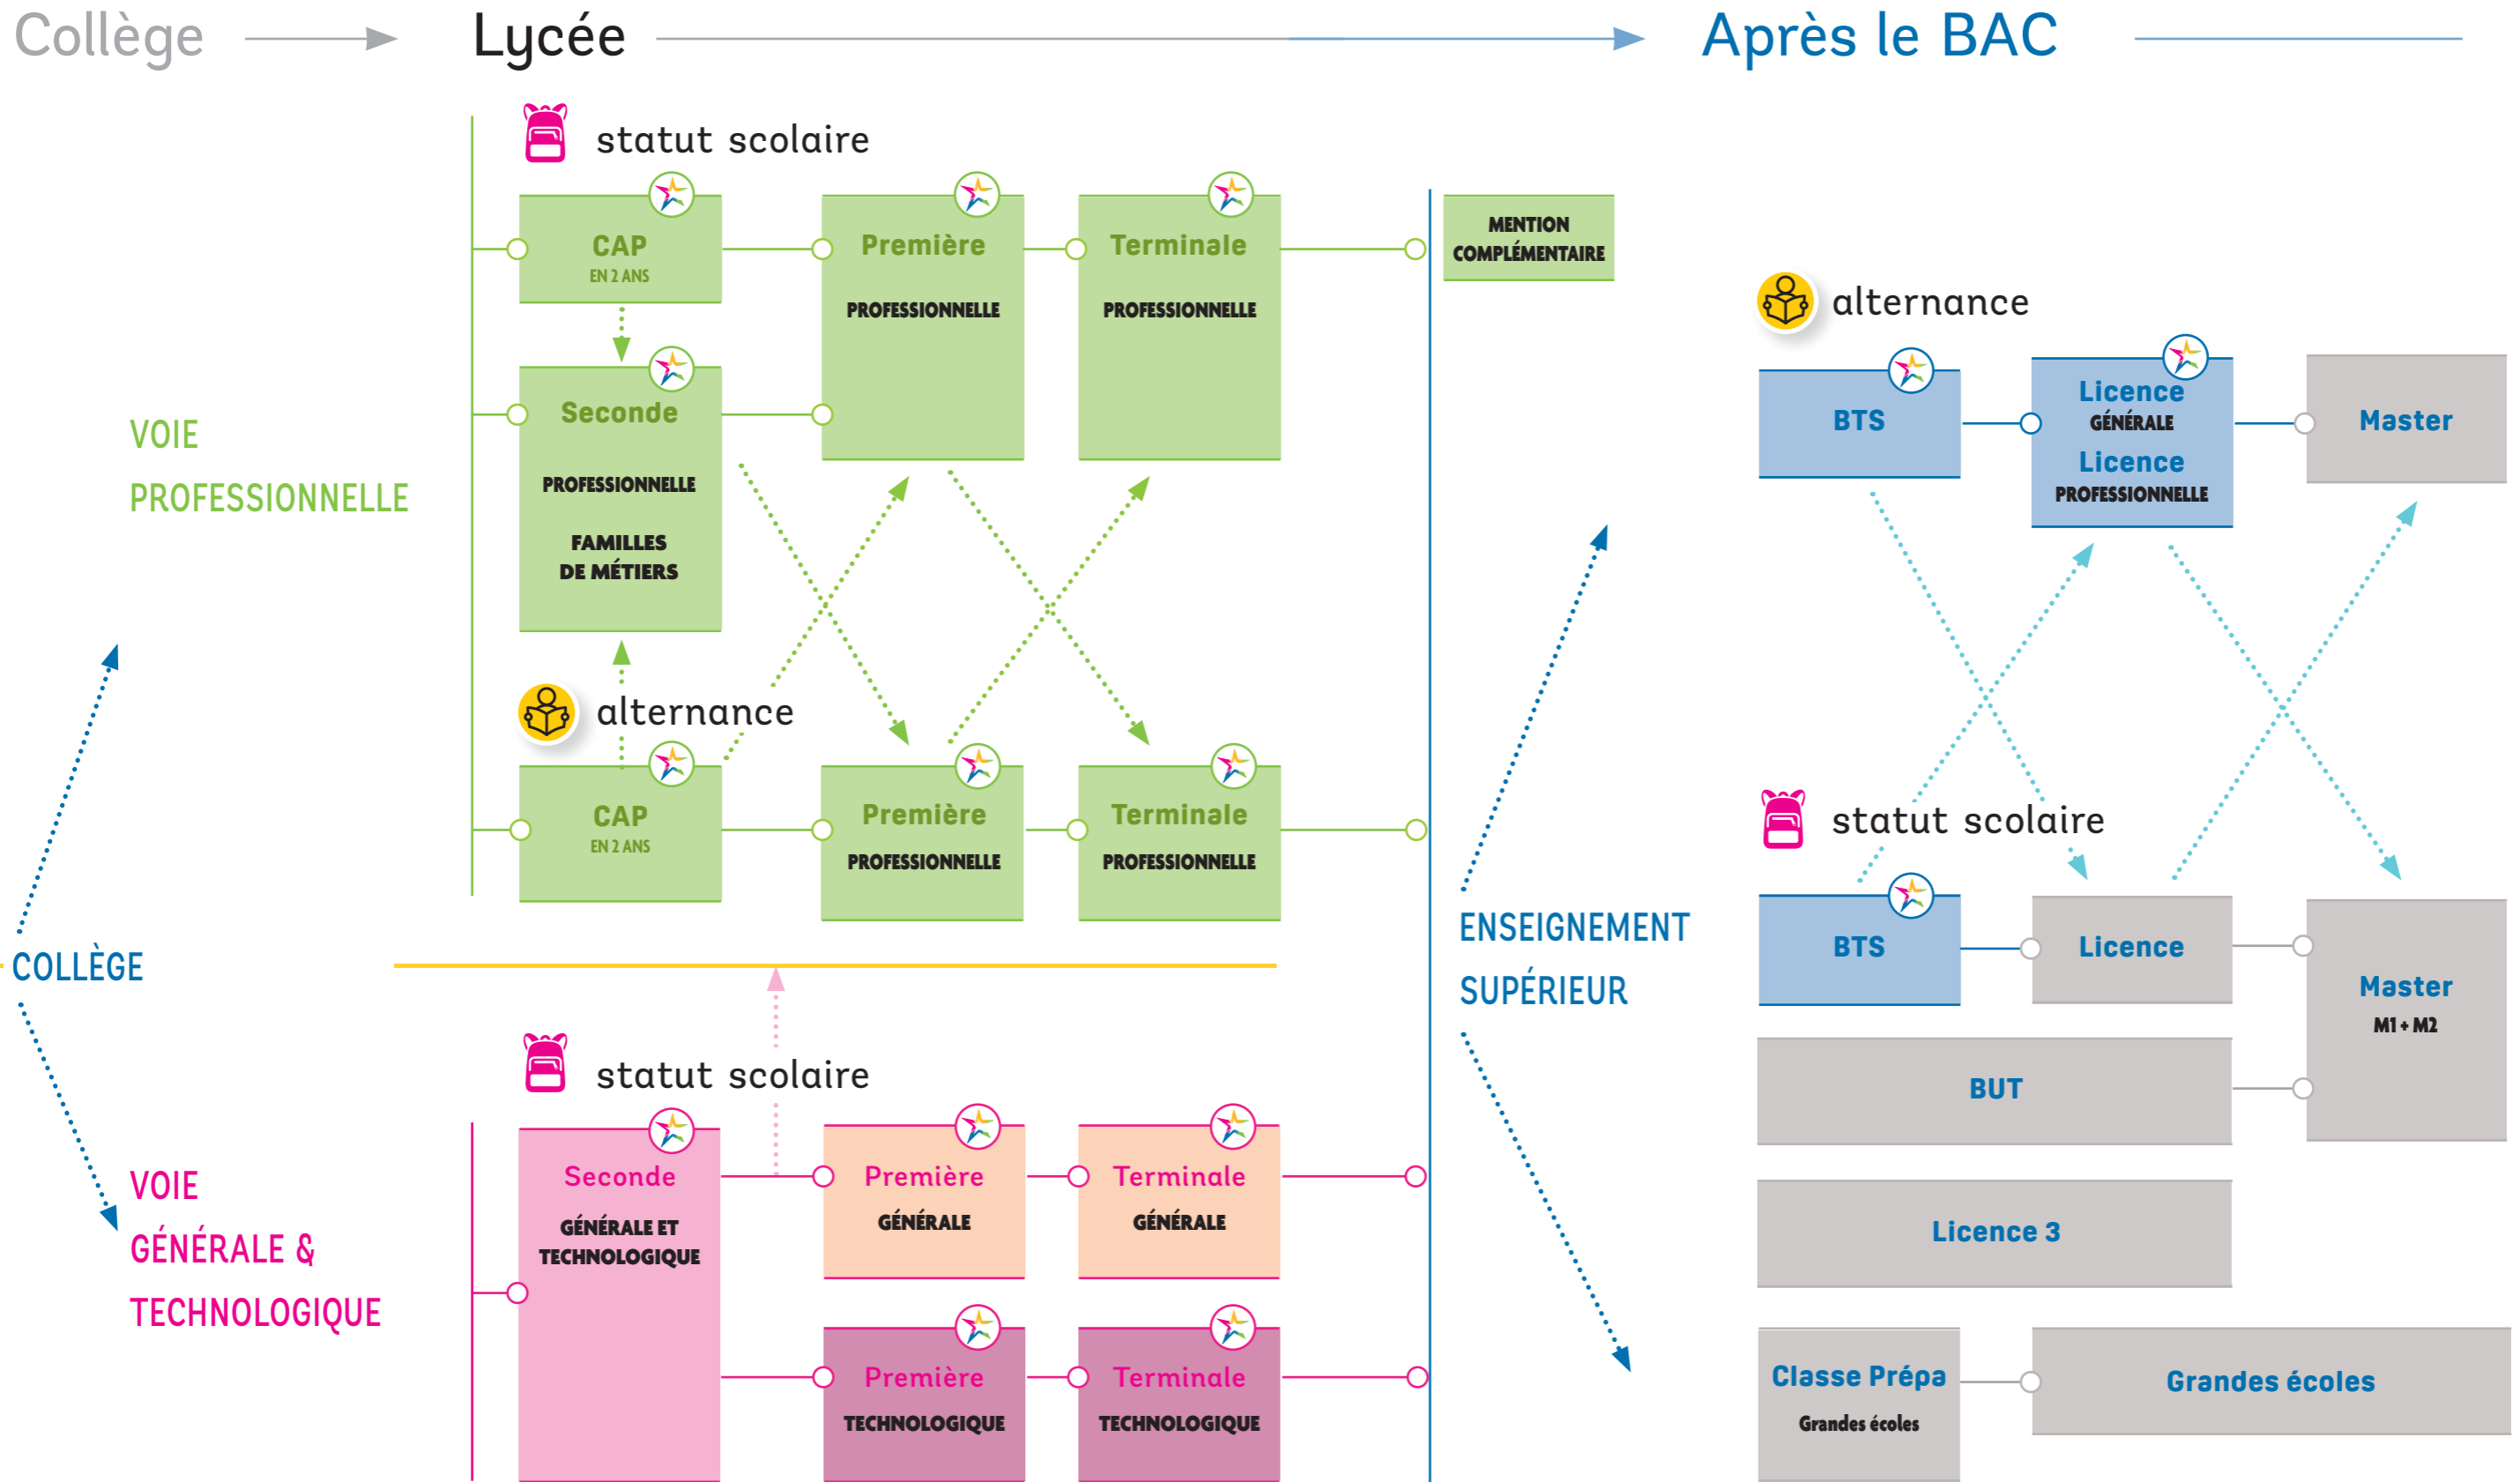 Collège
Lycée
Après le BAC
statut scolaire
CAP
EN 2 ANS
Première
PROFESSIONNELLE
Terminale
PROFESSIONNELLE
MENTION
COMPLÉMENTAIRE
VOIE
PROFESSIONNELLE
Seconde
PROFESSIONNELLE
FAMILLES
DE MÉTIERS
alternance
CAP
EN 2 ANS
Première
PROFESSIONNELLE
Terminale
PROFESSIONNELLE
COLLÈGE
VOIE
GÉNÉRALE &
TECHNOLOGIQUE
statut scolaire
Seconde
GÉNÉRALE ET
TECHNOLOGIQUE
Première
GÉNÉRALE
Terminale
GÉNÉRALE
Première
TECHNOLOGIQUE
Terminale
TECHNOLOGIQUE
ENSEIGNEMENT
SUPÉRIEUR
alternance
BTS
Licence
GÉNÉRALE
Licence
PROFESSIONNELLE
Master
statut scolaire
BTS
Licence
Master
M1 + M2
BUT
Licence 3
Classe Prépa
Grandes écoles
Grandes écoles